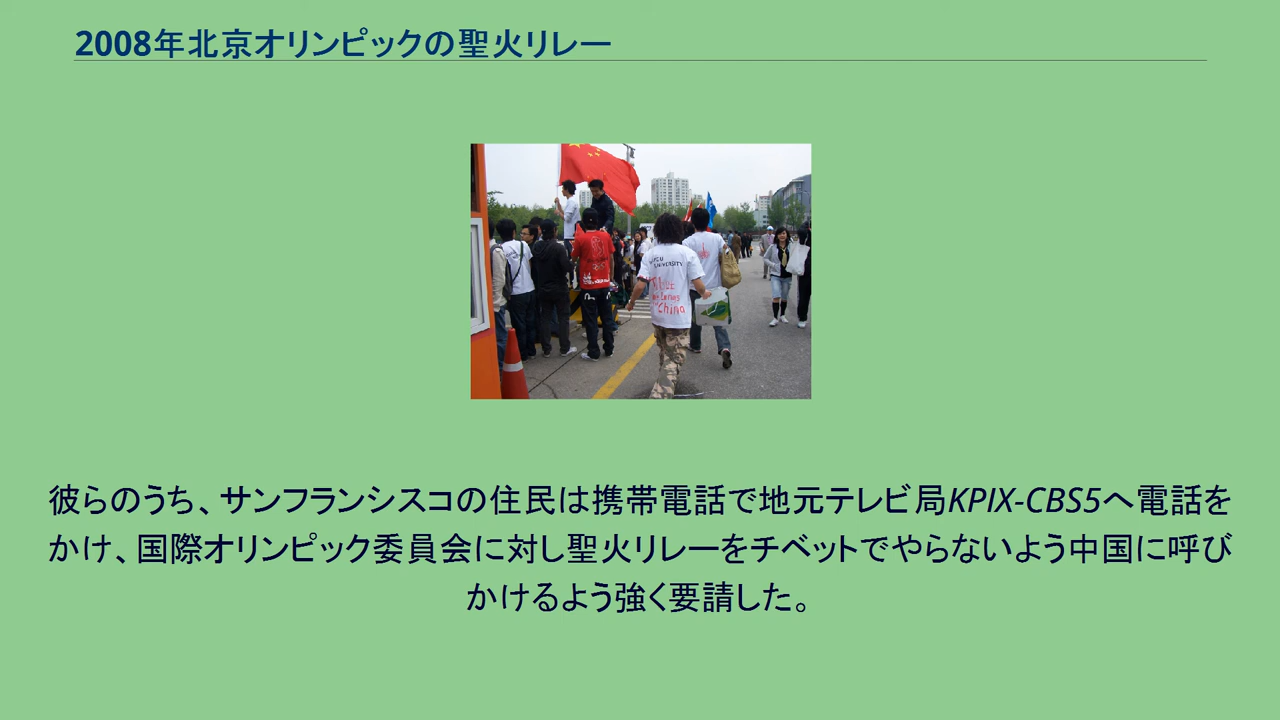 2008年北京オリンピックの聖火リレー
UNIVERSITY
China
彼らのうち、サンフランシスコの住民は携帯電話で地元テレビ局KPIX-CBS5へ電話を
かけ、国際オリンピック委員会に対し聖火リレーをチベットでやらないよう中国に呼び
かけるよう強く要請した。